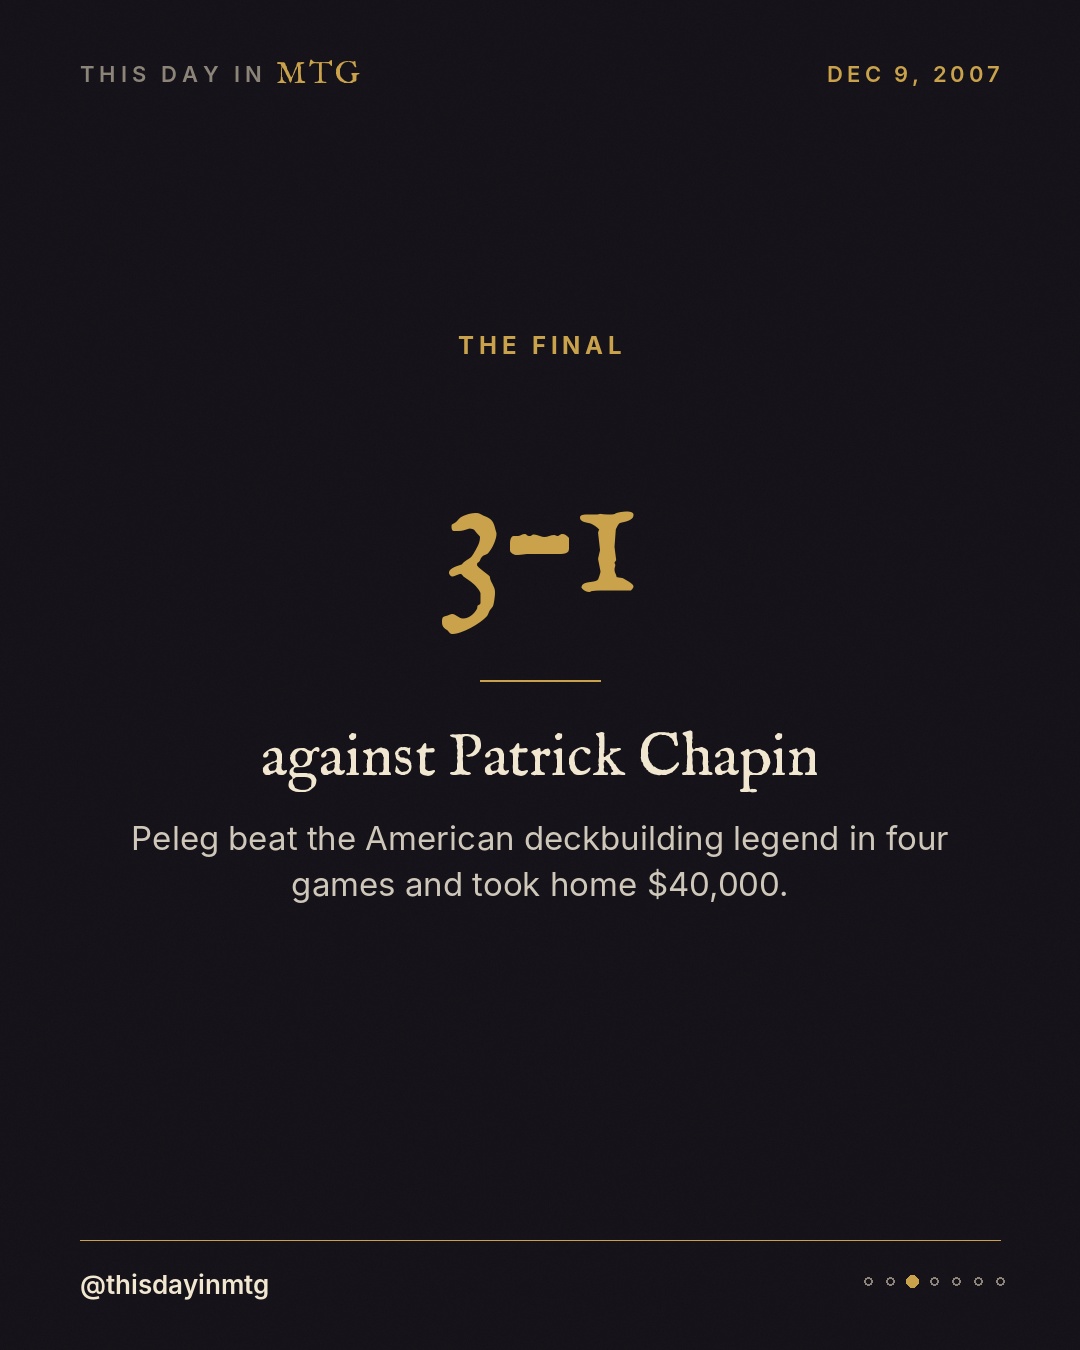 THIS DAY IN MTG
DEC 9, 2007
THE FINAL
3–1
against Patrick Chapin
Peleg beat the American deckbuilding legend in four
games and took home $40,000.
@thisdayinmtg